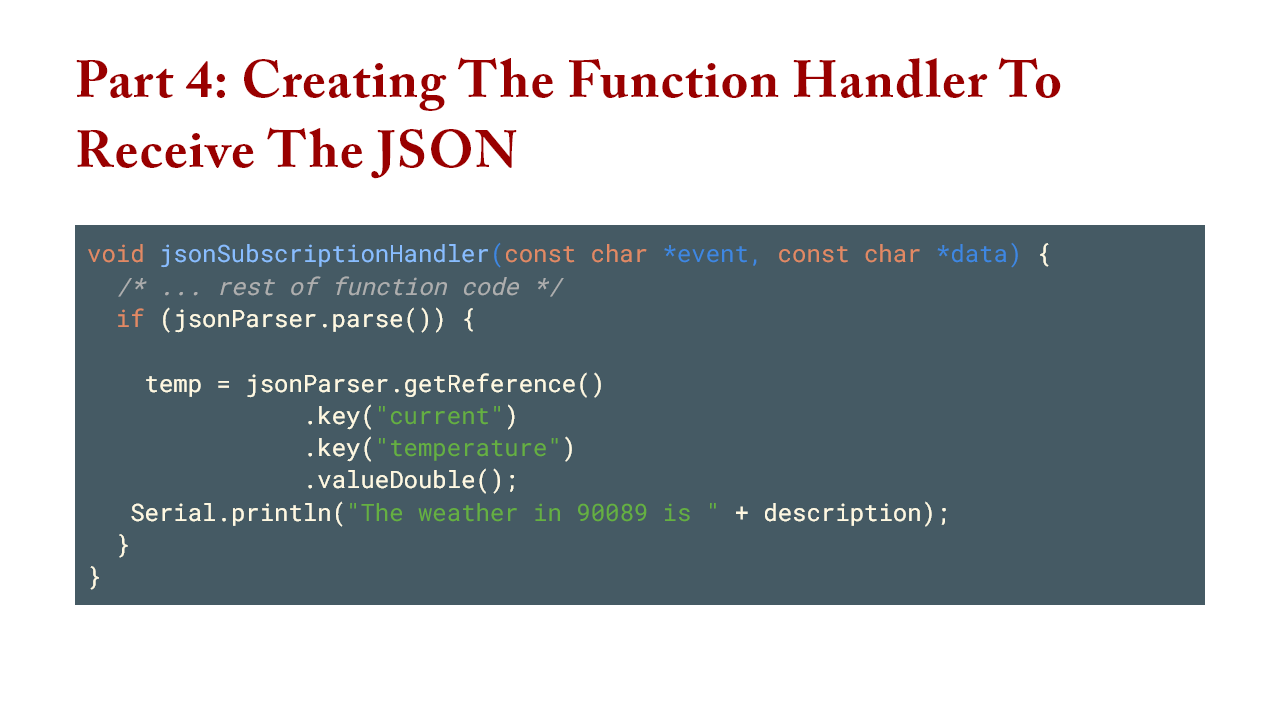 Part 4: Creating The Function Handler To
Receive The JSON
void jsonSubscriptionHandler(const char *event, const char *data) {
  /* ... rest of function code */
  if (jsonParser.parse()) {

    temp = jsonParser.getReference()
               .key("current")
               .key("temperature")
               .valueDouble();
   Serial.println("The weather in 90089 is " + description);
  }
}